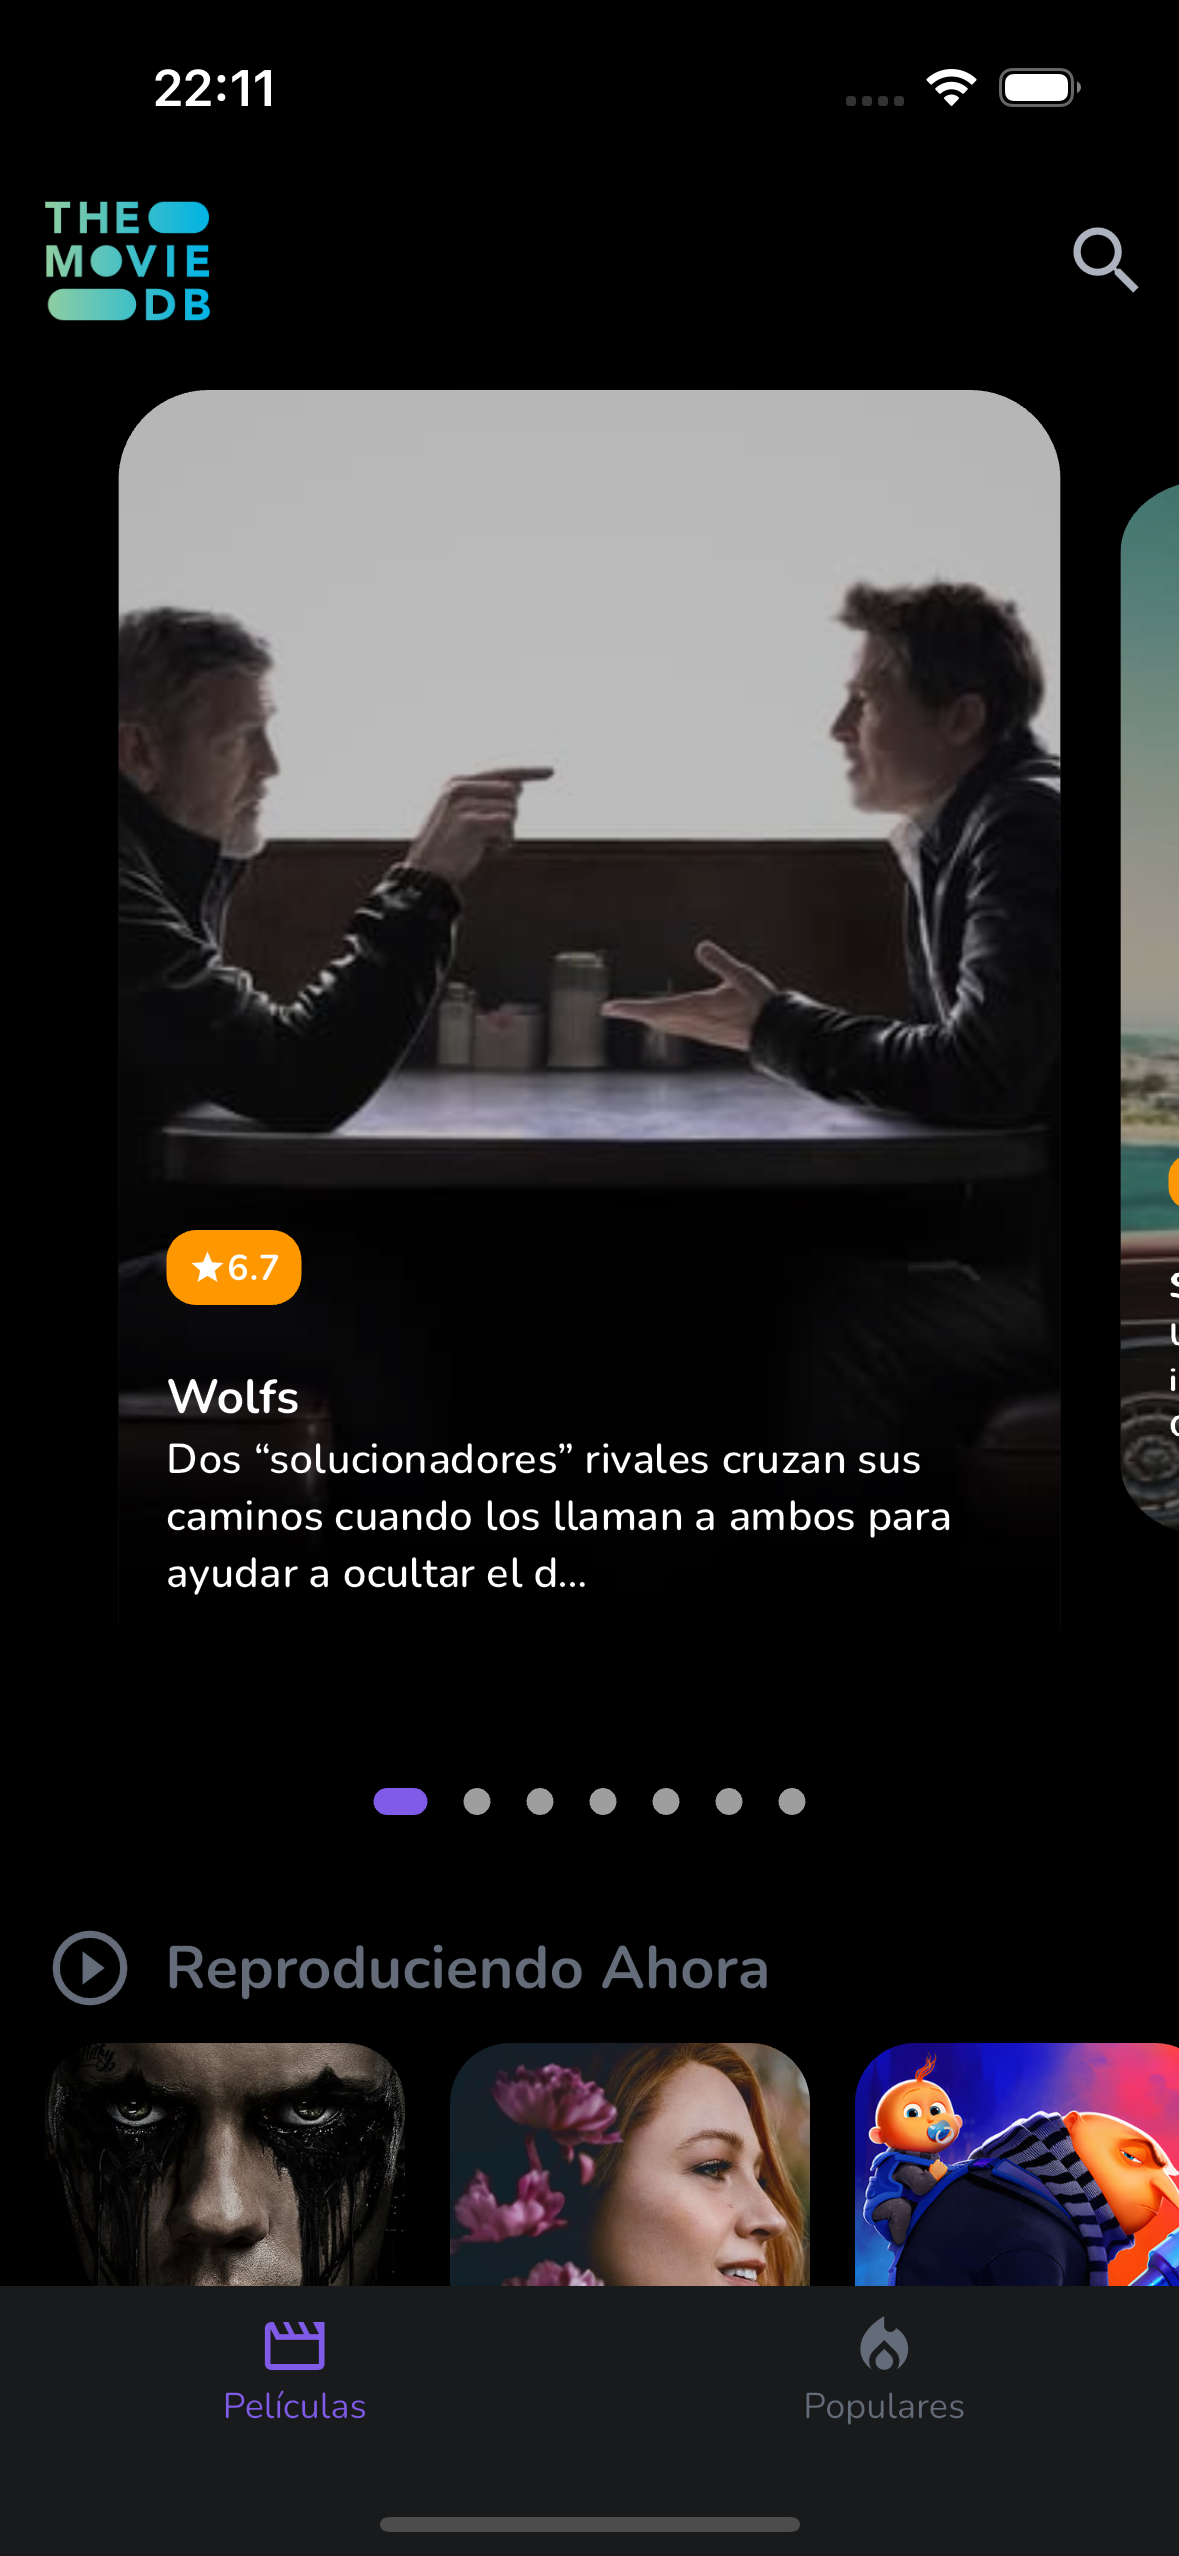 22:11
THE
MOVIE
DB
6.7
Wolfs
Dos “solucionadores” rivales cruzan sus
caminos cuando los llaman a ambos para
ayudar a ocultar el d...
Reproduciendo Ahora
Películas
Populares